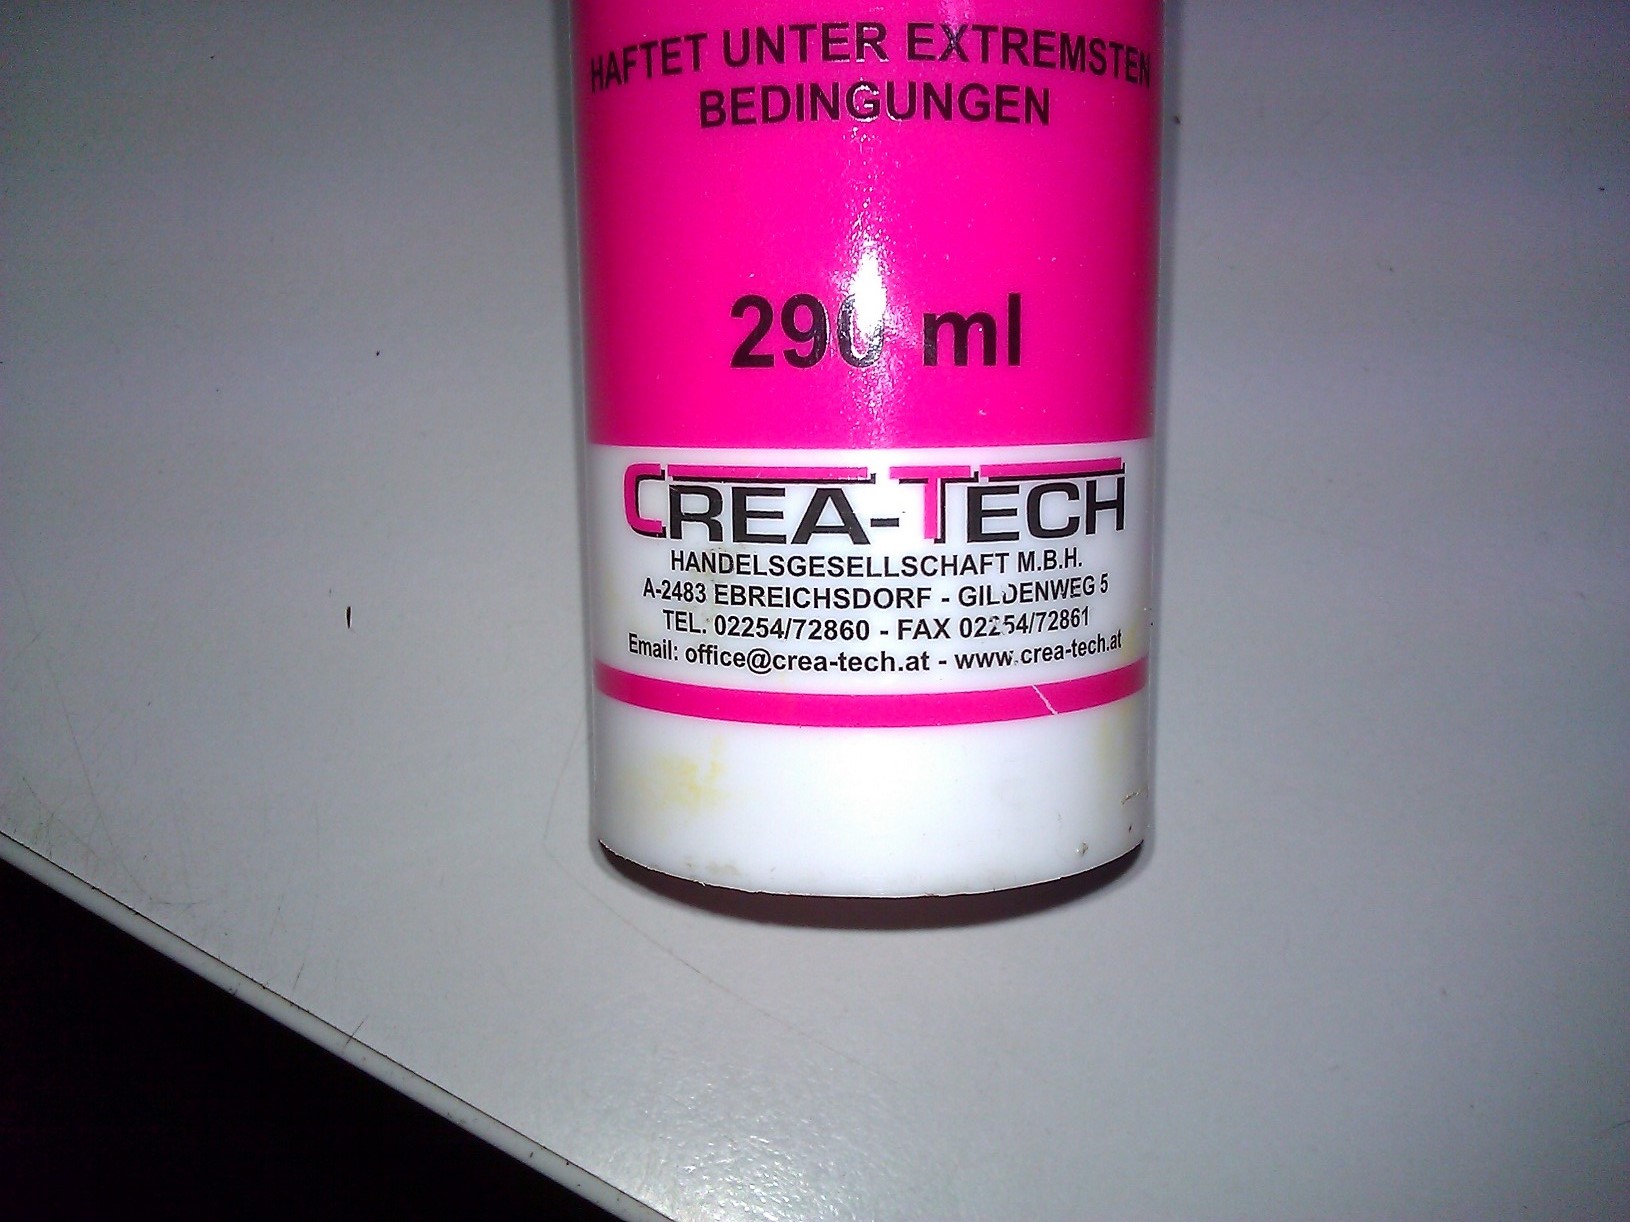 HAFTET UNTER EXTREMSTEN
BEDINGUNGEN
290 ml
CREA-TECH
HANDELSGESELLSCHAFT M.B.H.
A-2483 EBREICHSDORF - GILDENWEG 5
TEL. 02254/72860 - FAX 02254/72861
Email: office@crea-tech.at - www.crea-tech.at